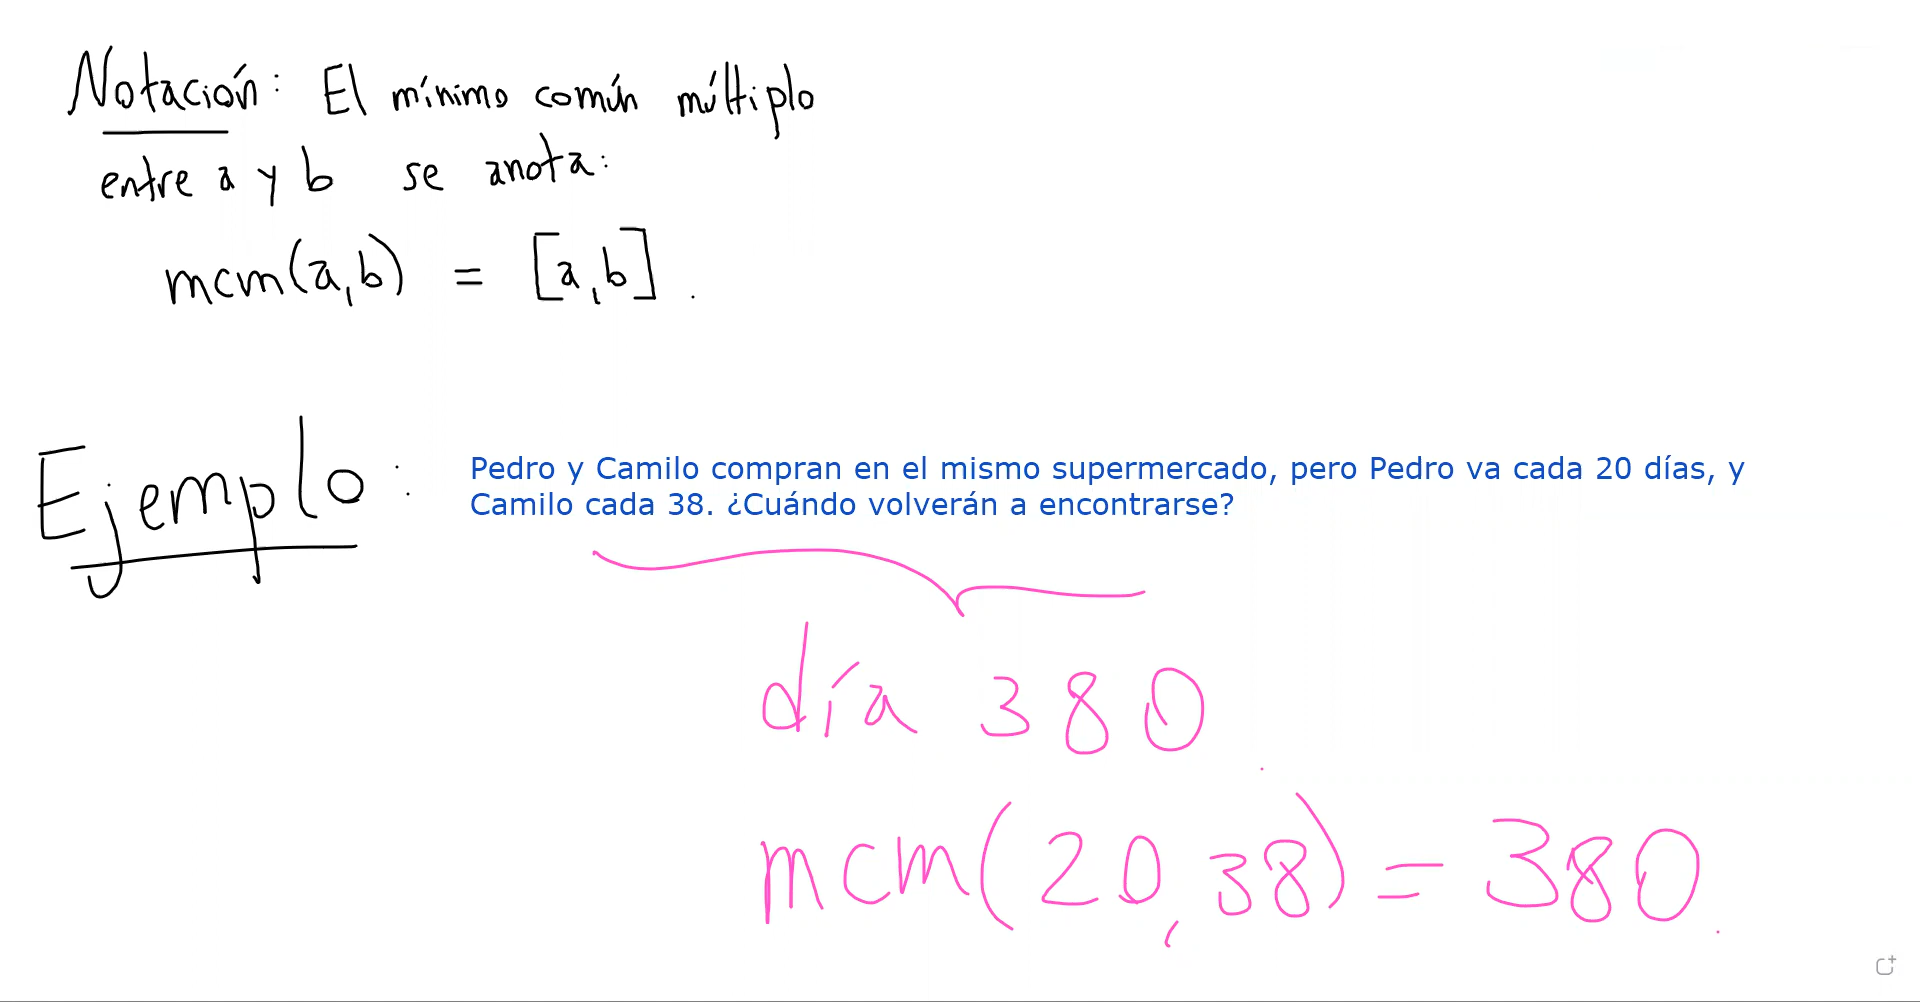 Notación: El mínimo común múltiplo
entre a y b se anota:
mcm(a,b) = [a,b].
Ejemplo:
Pedro y Camilo compran en el mismo supermercado, pero Pedro va cada 20 días, y
Camilo cada 38. ¿Cuándo volverán a encontrarse?
día 380.
mcm(20,38) = 380.